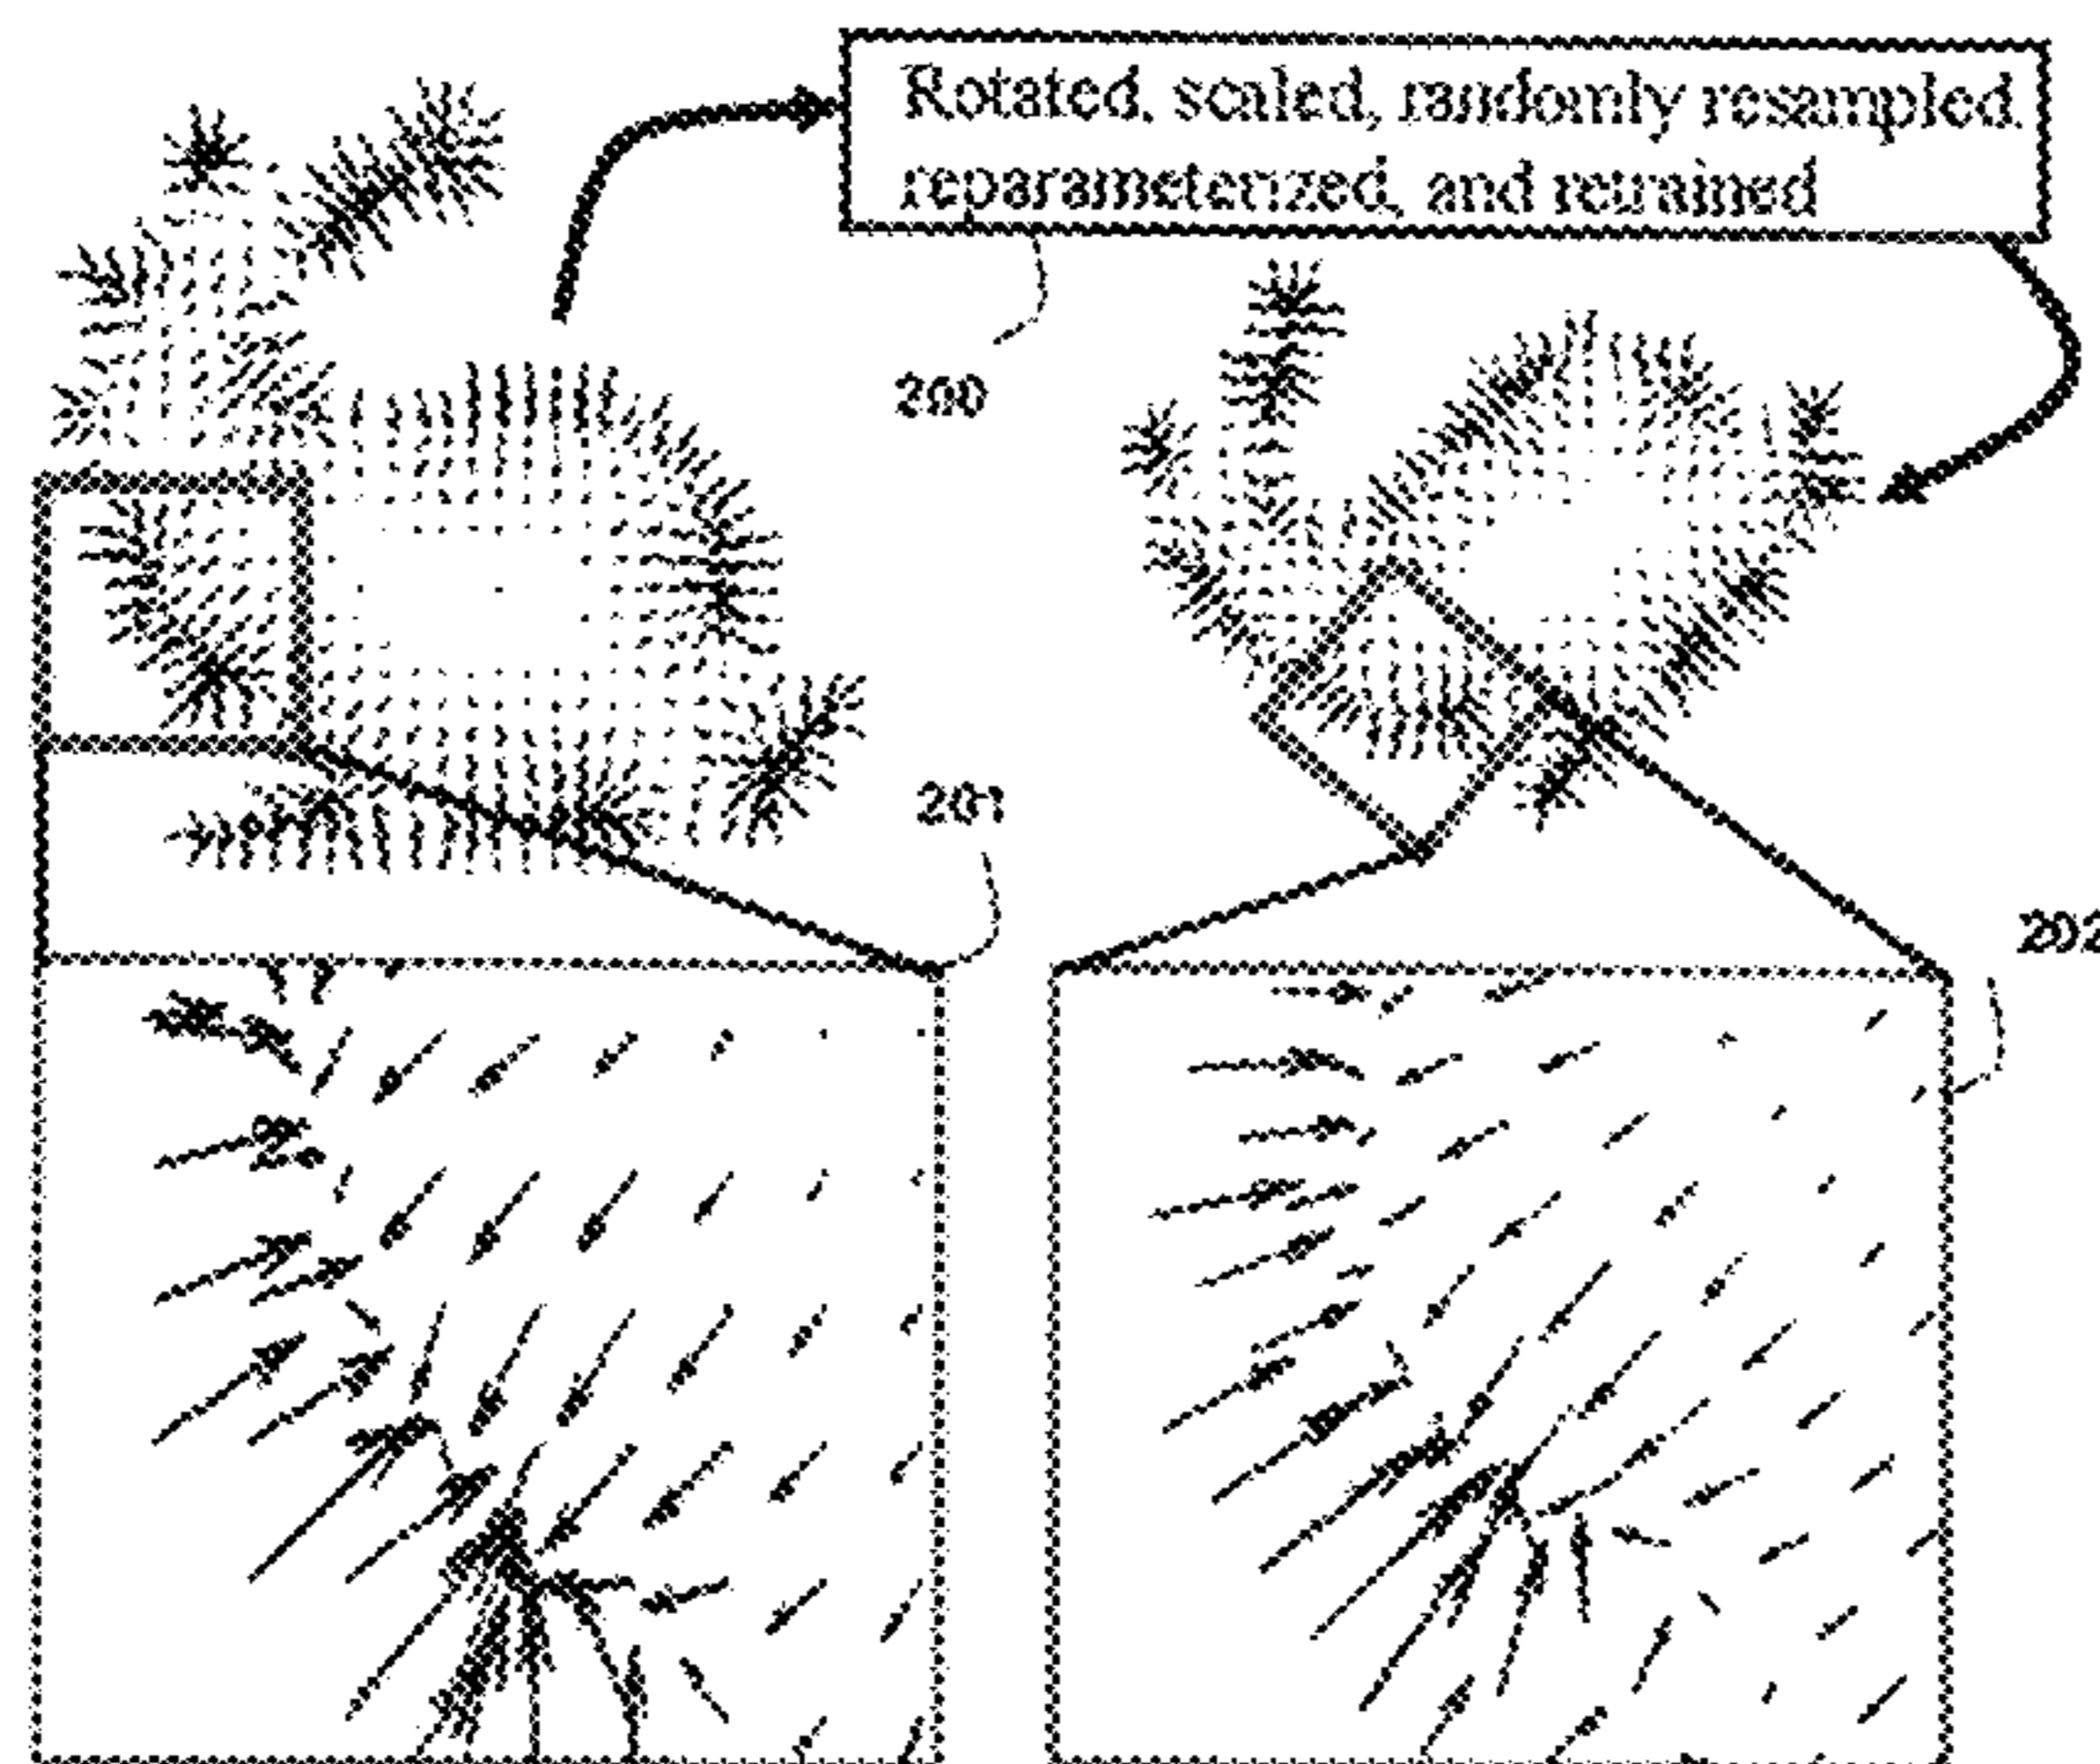 Rotated, scaled, randomly resampled,
reparameterized, and retrained
200
201
202